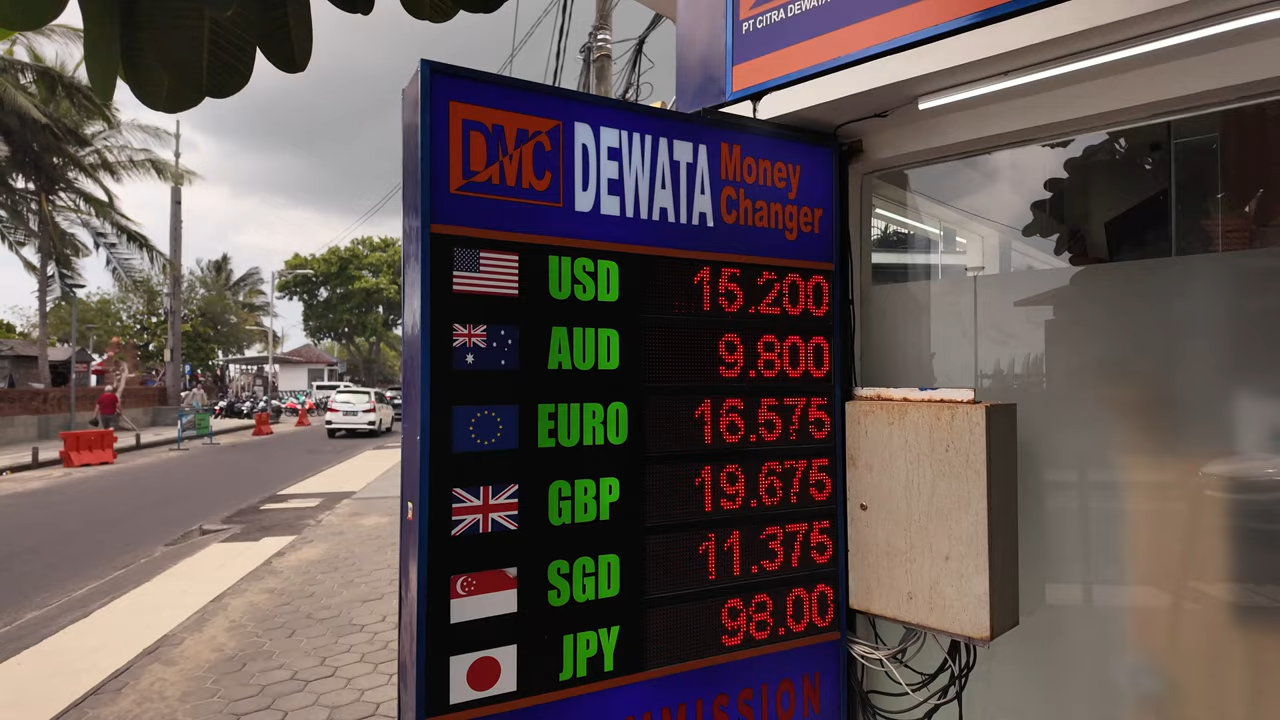 PT CITRA DEWATA
DMC DEWATA Money Changer
USD 15.200
AUD 9.800
EURO 16.575
GBP 19.675
SGD 11.375
JPY 98.00